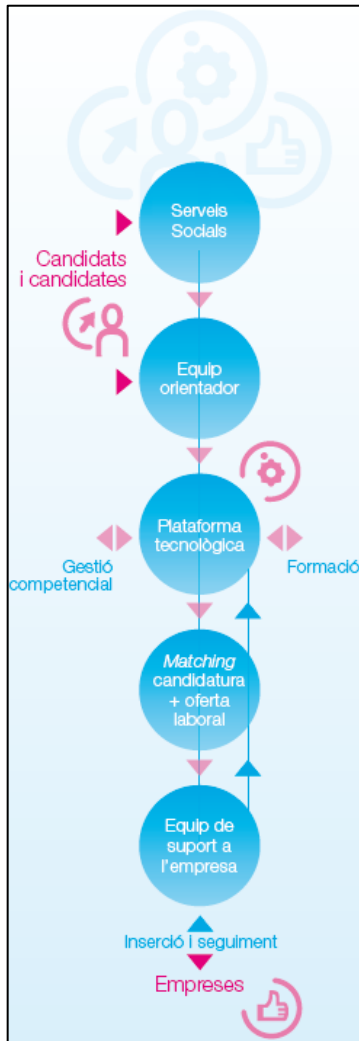 Servels
Socials
Candidats
i candidates
Equip
orientador
Plataforma
tecnològica
Gestió
competencial
Formació
Matching
candidatura
+ oferta
laboral
Equip de
suport a
l'empresa
Inserció i seguiment
Empreses